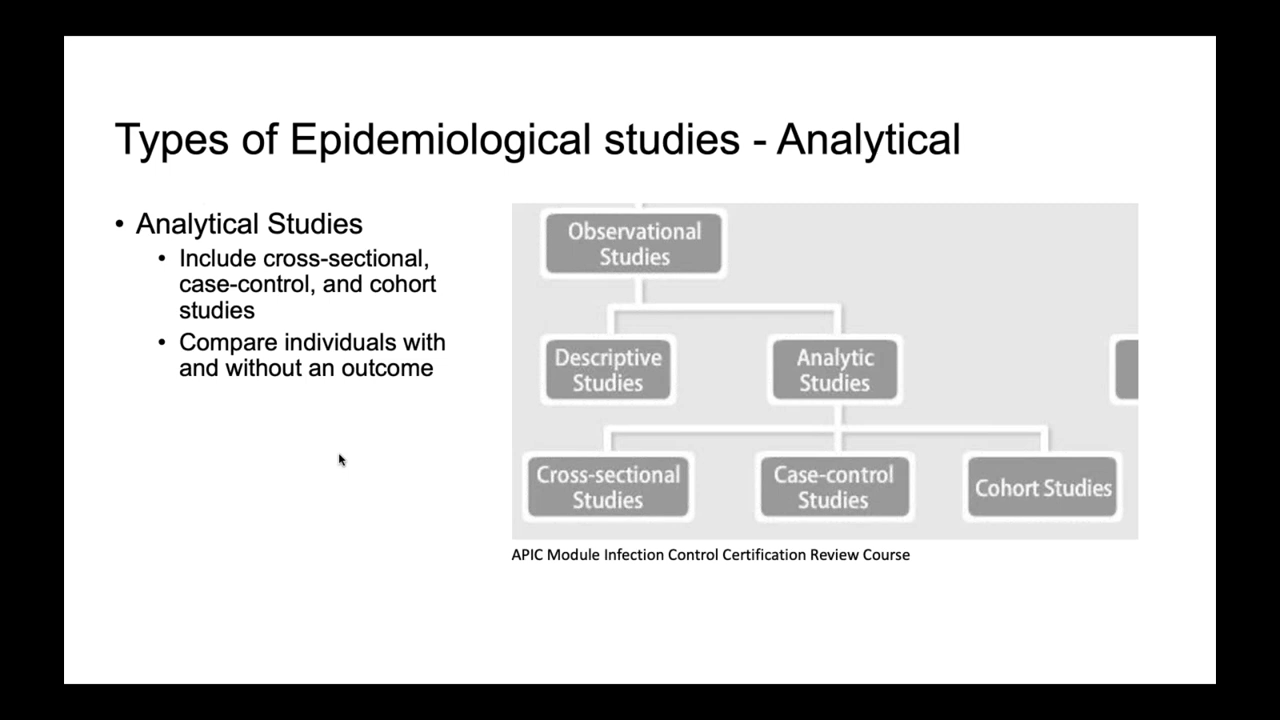 Types of Epidemiological studies - Analytical
• Analytical Studies
• Include cross-sectional,
case-control, and cohort
studies
• Compare individuals with
and without an outcome
Observational
Studies
Descriptive
Studies
Analytic
Studies
Cross-sectional
Studies
Case-control
Studies
Cohort Studies
APIC Module Infection Control Certification Review Course